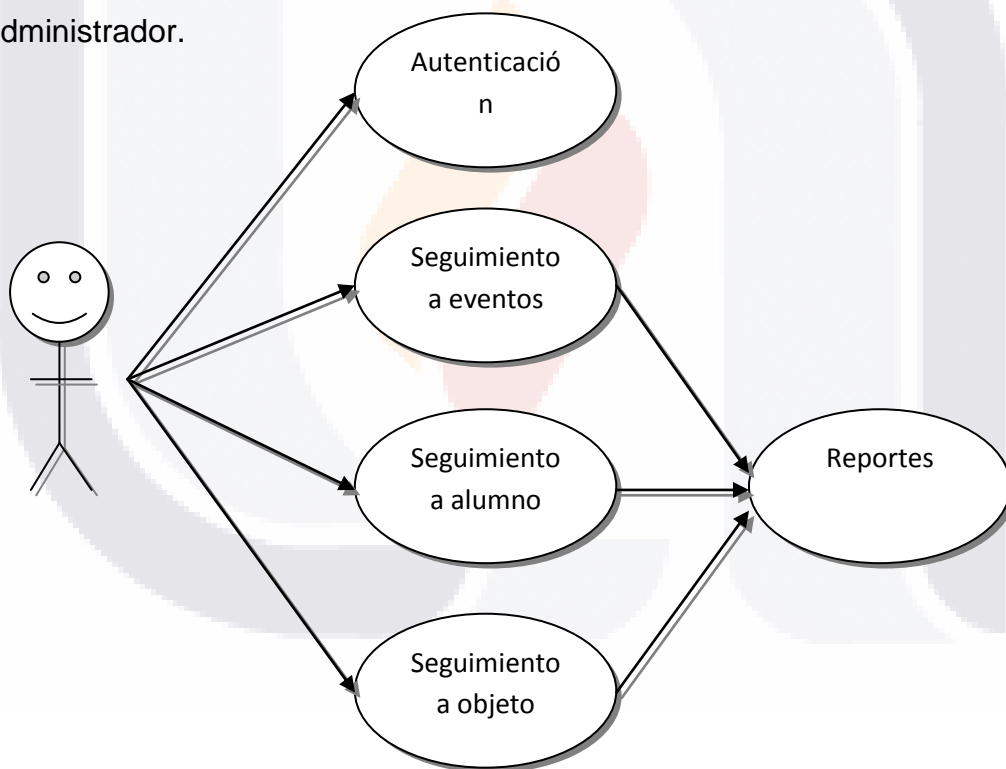 dministrador.
Autenticació
n
Seguimiento
a eventos
Seguimiento
a alumno
Reportes
Seguimiento
a objeto